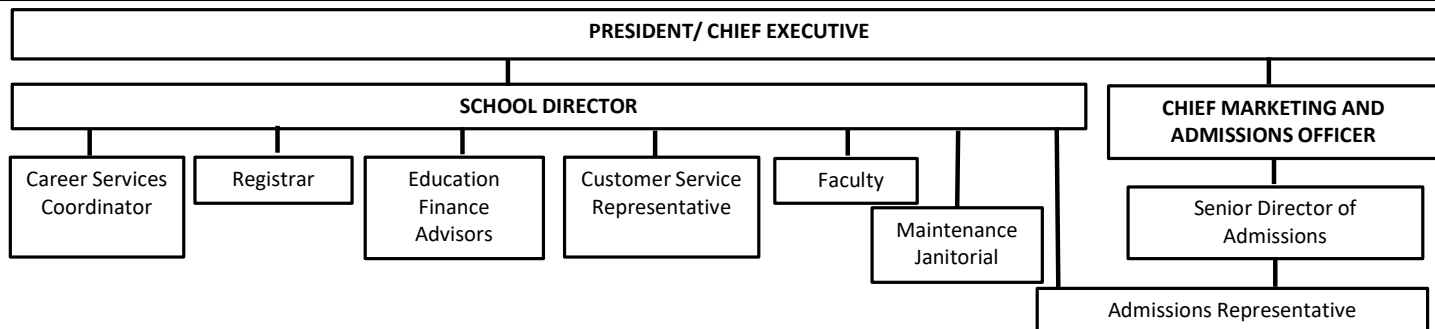 PRESIDENT/ CHIEF EXECUTIVE
SCHOOL DIRECTOR
CHIEF MARKETING AND
ADMISSIONS OFFICER
Career Services
Coordinator
Registrar
Education
Finance
Advisors
Customer Service
Representative
Faculty
Maintenance
Janitorial
Senior Director of
Admissions
Admissions Representative